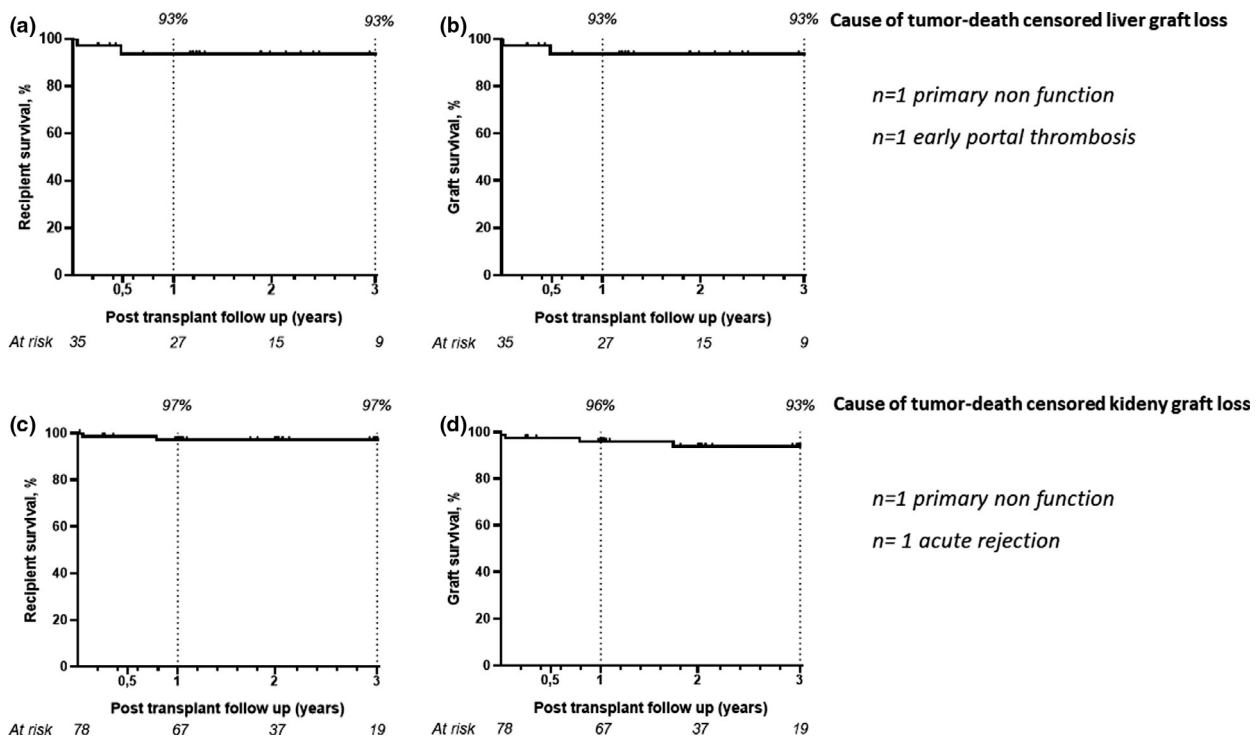 (a)
93%
93%
Recipient survival, %
100
80
60
40
20
0
0,5
1
2
3
Post transplant follow up (years)
At risk 35 27 15 9
(b)
93%
93%
Graft survival, %
100
80
60
40
20
0
0,5
1
2
3
Post transplant follow up (years)
At risk 35 27 15 9
Cause of tumor-death censored liver graft loss
n=1 primary non function
n=1 early portal thrombosis
(c)
97%
97%
Recipient survival, %
100
80
60
40
20
0
0,5
1
2
3
Post transplant follow up (years)
At risk 78 67 37 19
(d)
96%
93%
Graft survival, %
100
80
60
40
20
0
0,5
1
2
3
Post transplant follow up (years)
At risk 78 67 37 19
Cause of tumor-death censored kideny graft loss
n=1 primary non function
n= 1 acute rejection